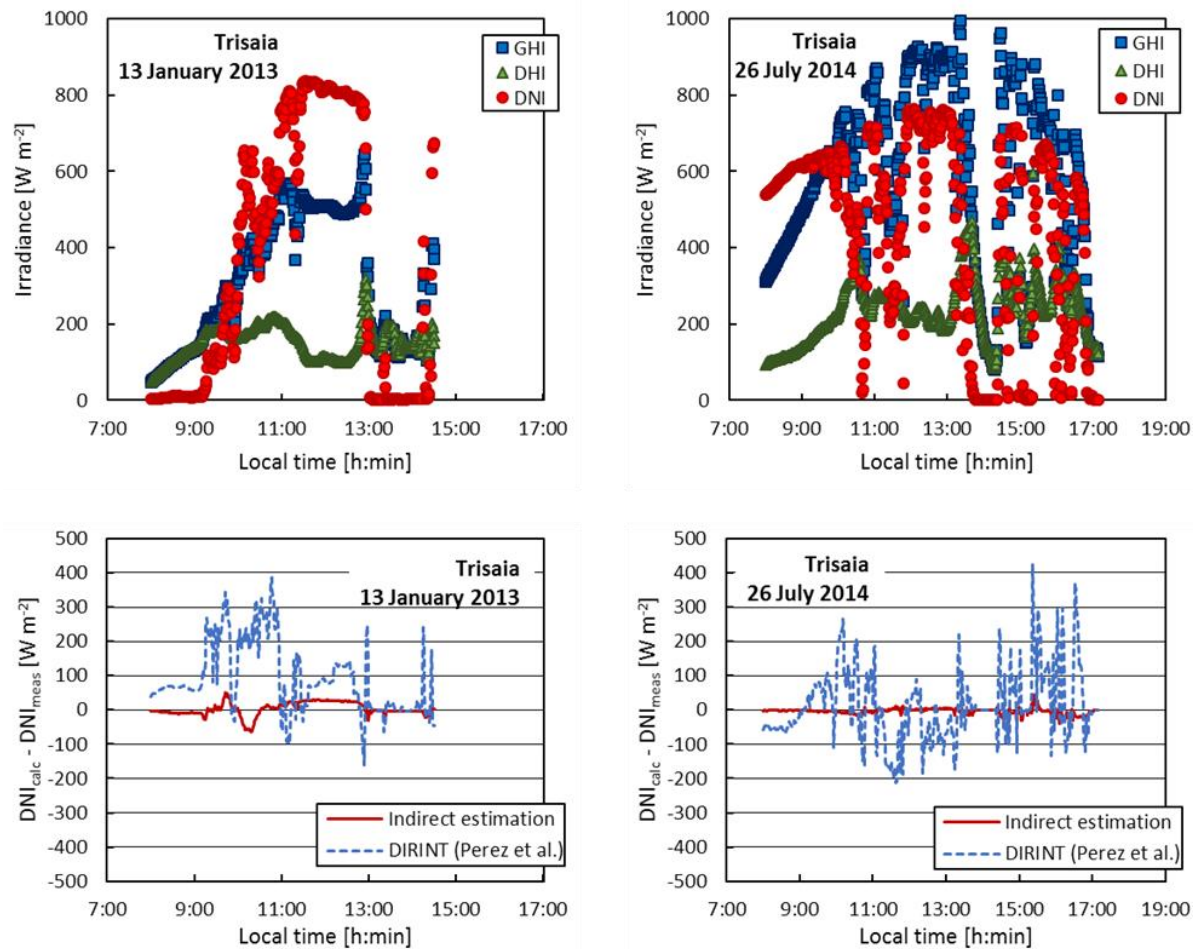 Trisaia
13 January 2013
GHI
DHI
DNI
1000
800
600
400
200
0
Irradiance [W m-2]
7:00 9:00 11:00 13:00 15:00 17:00
Local time [h:min]
Trisaia
26 July 2014
GHI
DHI
DNI
1000
800
600
400
200
0
Irradiance [W m-2]
7:00 9:00 11:00 13:00 15:00 17:00 19:00
Local time [h:min]
Trisaia
13 January 2013
500
400
300
200
100
0
-100
-200
-300
-400
-500
DNIcalc - DNImeas [W m-2]
Indirect estimation
DIRINT (Perez et al.)
7:00 9:00 11:00 13:00 15:00 17:00
Local time [h:min]
Trisaia
26 July 2014
500
400
300
200
100
0
-100
-200
-300
-400
-500
DNIcalc - DNImeas [W m-2]
Indirect estimation
DIRINT (Perez et al.)
7:00 9:00 11:00 13:00 15:00 17:00 19:00
Local time [h:min]